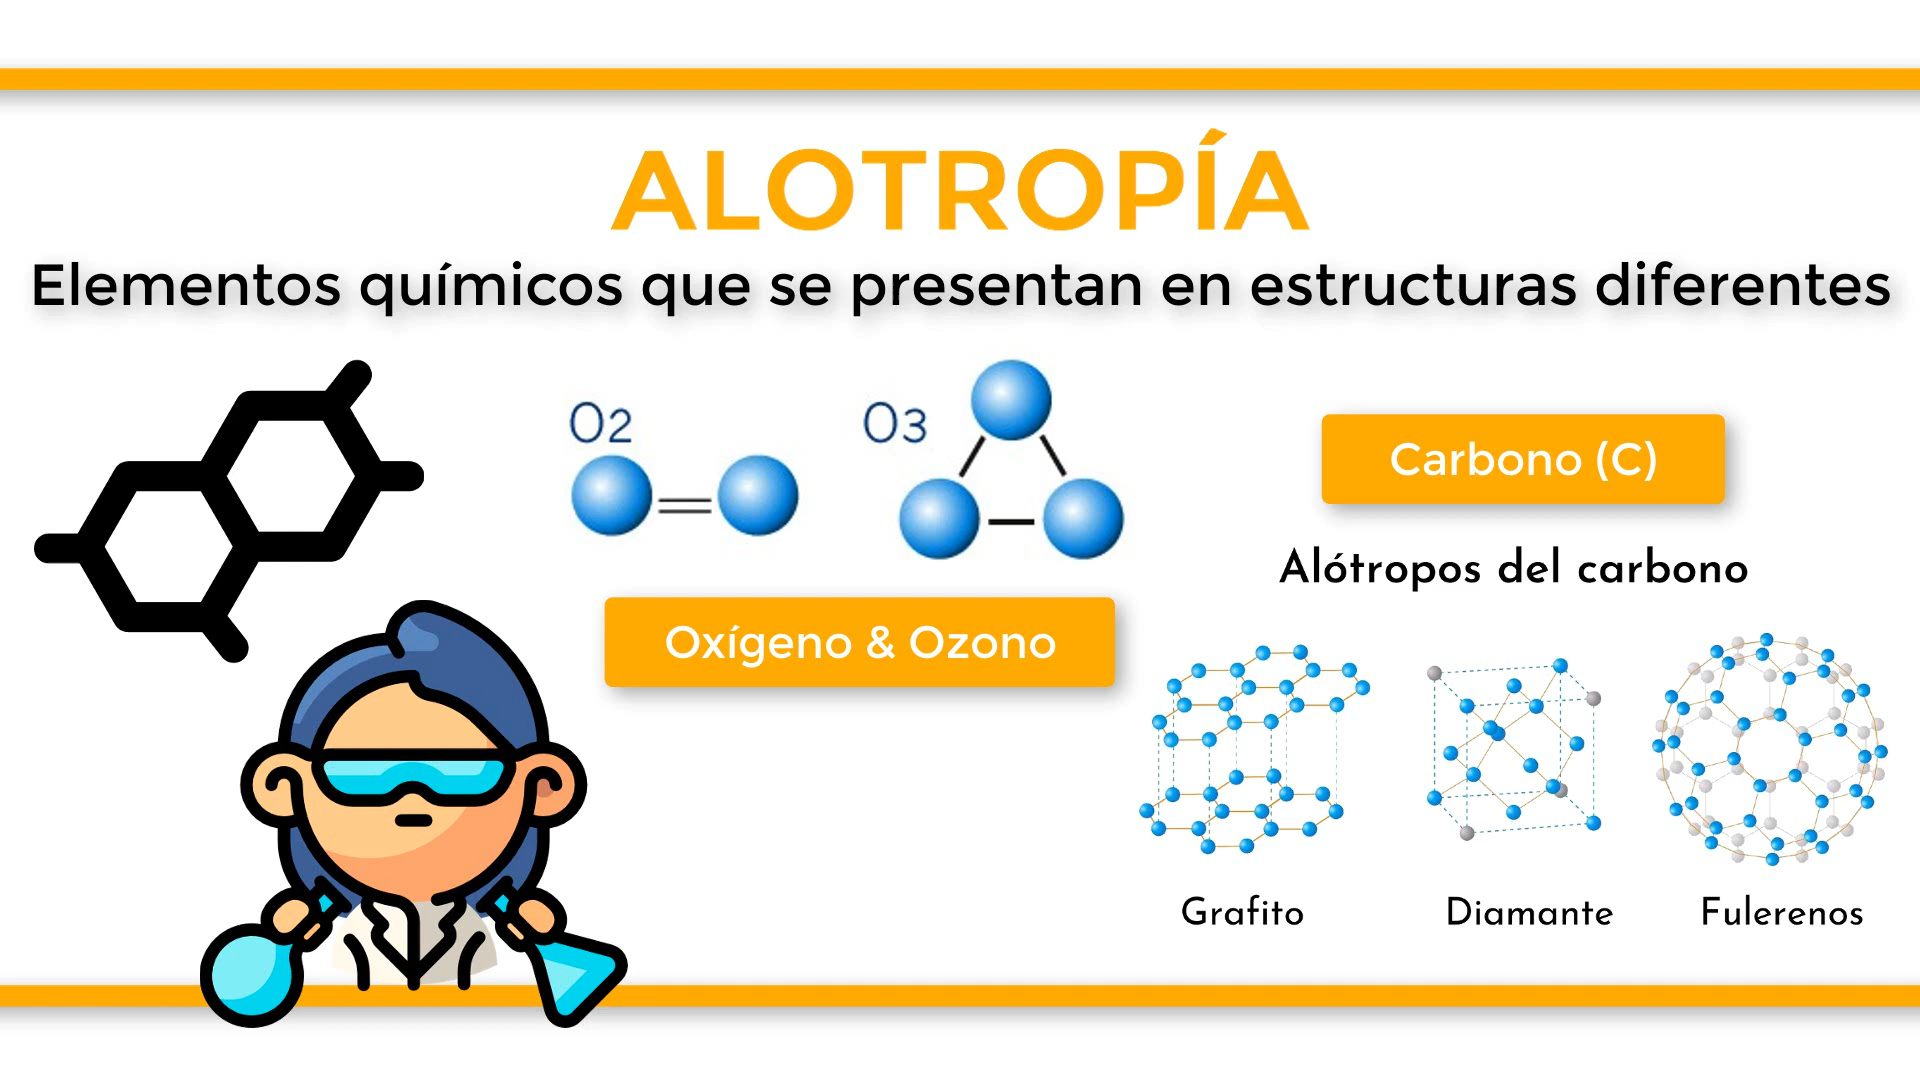 ALOTROPÍA
Elementos químicos que se presentan en estructuras diferentes
O2
O3
Carbono (C)
Alótropos del carbono
Oxígeno & Ozono
Grafito
Diamante
Fulerenos